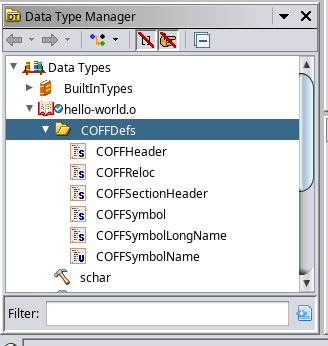 Data Type Manager
Data Types
BuiltInTypes
hello-world.o
COFFDefs
COFFHeader
COFFReloc
COFFSectionHeader
COFFSymbol
COFFSymbolLongName
COFFSymbolName
schar
Filter: